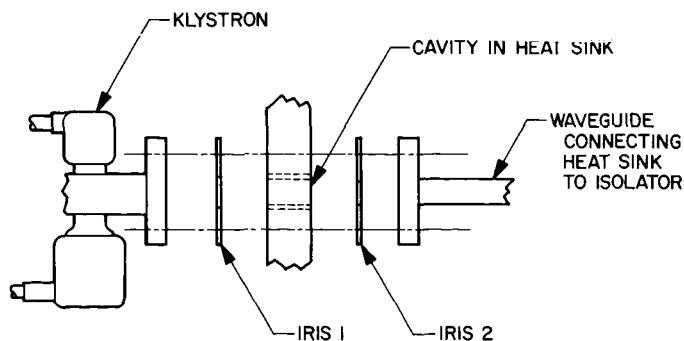 KLYSTRON
CAVITY IN HEAT SINK
WAVEGUIDE
CONNECTING
HEAT SINK
TO ISOLATOR
IRIS 1
IRIS 2